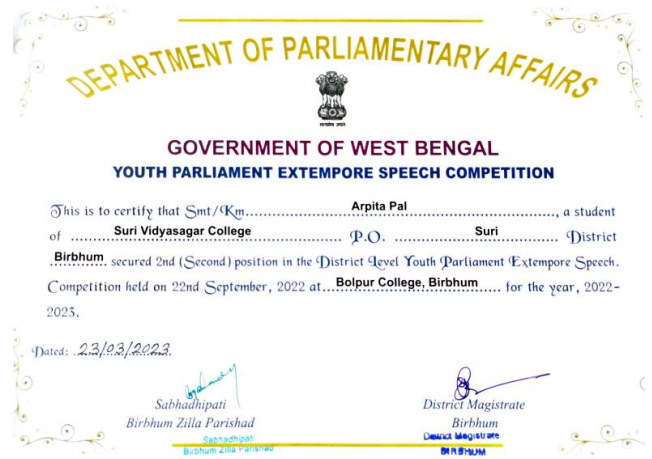 DEPARTMENT OF PARLIAMENTARY AFFAIRS
GOVERNMENT OF WEST BENGAL
YOUTH PARLIAMENT EXTEMPORE SPEECH COMPETITION
This is to certify that Smt/Km. Arpita Pal, a student
of Suri Vidyasagar College P.O. Suri District
Birbhum secured 2nd (Second) position in the District Level Youth Parliament Extempore Speech.
Competition held on 22nd September, 2022 at Bolpur College, Birbhum for the year, 2022-
2023.
Dated: 23/03/2023
Sabhadhipati
Birbhum Zilla Parishad
Sabhadhipati
Birbhum Zilla Parishad
District Magistrate
Birbhum
District Magistrate
BIRBHUM